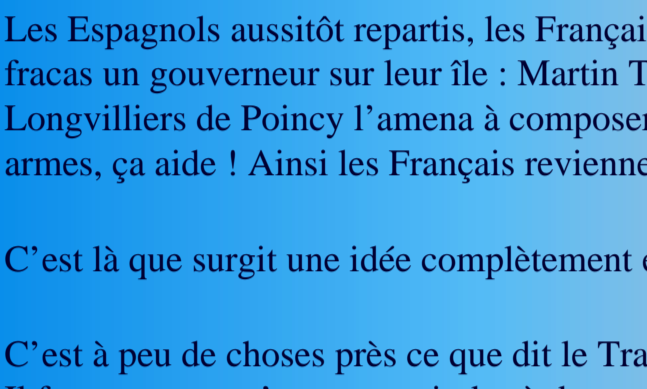 Les Espagnols aussitôt repartis, les Françai
fracas un gouverneur sur leur île : Martin T
Longvilliers de Poincy l’amena à composer
armes, ça aide ! Ainsi les Français revienne
C’est là que surgit une idée complètement e
C’est à peu de choses près ce que dit le Tra